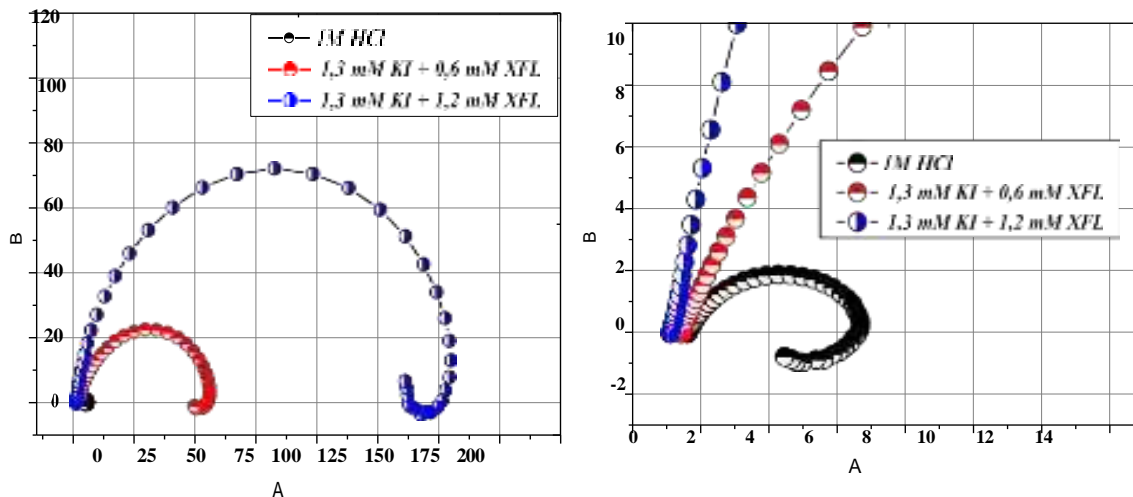 120
100
80
60
40
20
0
B
1M HCl
1,3 mM KI + 0,6 mM XFL
1,3 mM KI + 1,2 mM XFL
0 25 50 75 100 125 150 175 200
A
10
8
6
4
2
0
-2
B
1M HCl
1,3 mM KI + 0,6 mM XFL
1,3 mM KI + 1,2 mM XFL
0 2 4 6 8 10 12 14
A